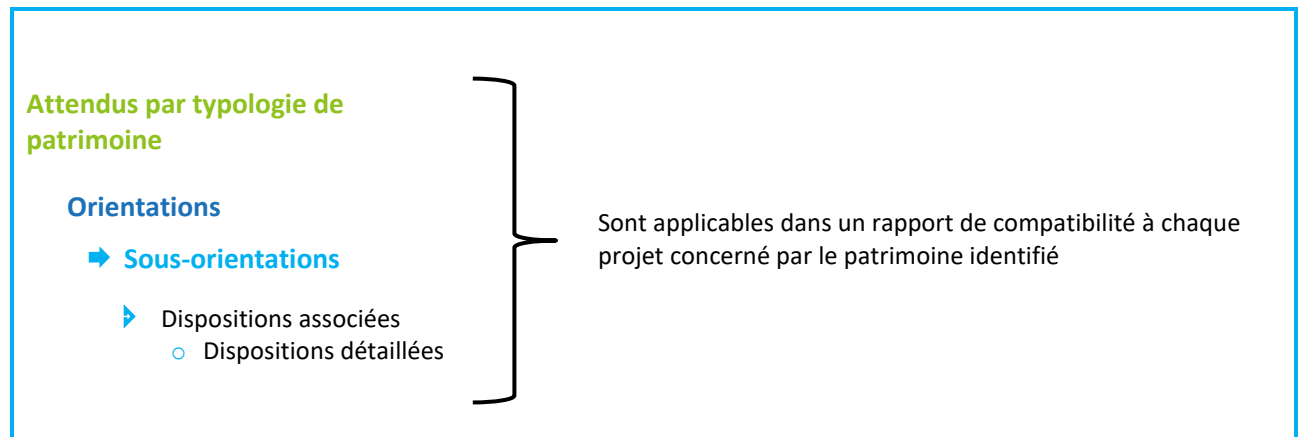 Attendus par typologie de
patrimoine
Orientations
Sous-orientations
Dispositions associées
Dispositions détaillées
Sont applicables dans un rapport de compatibilité à chaque
projet concerné par le patrimoine identifié